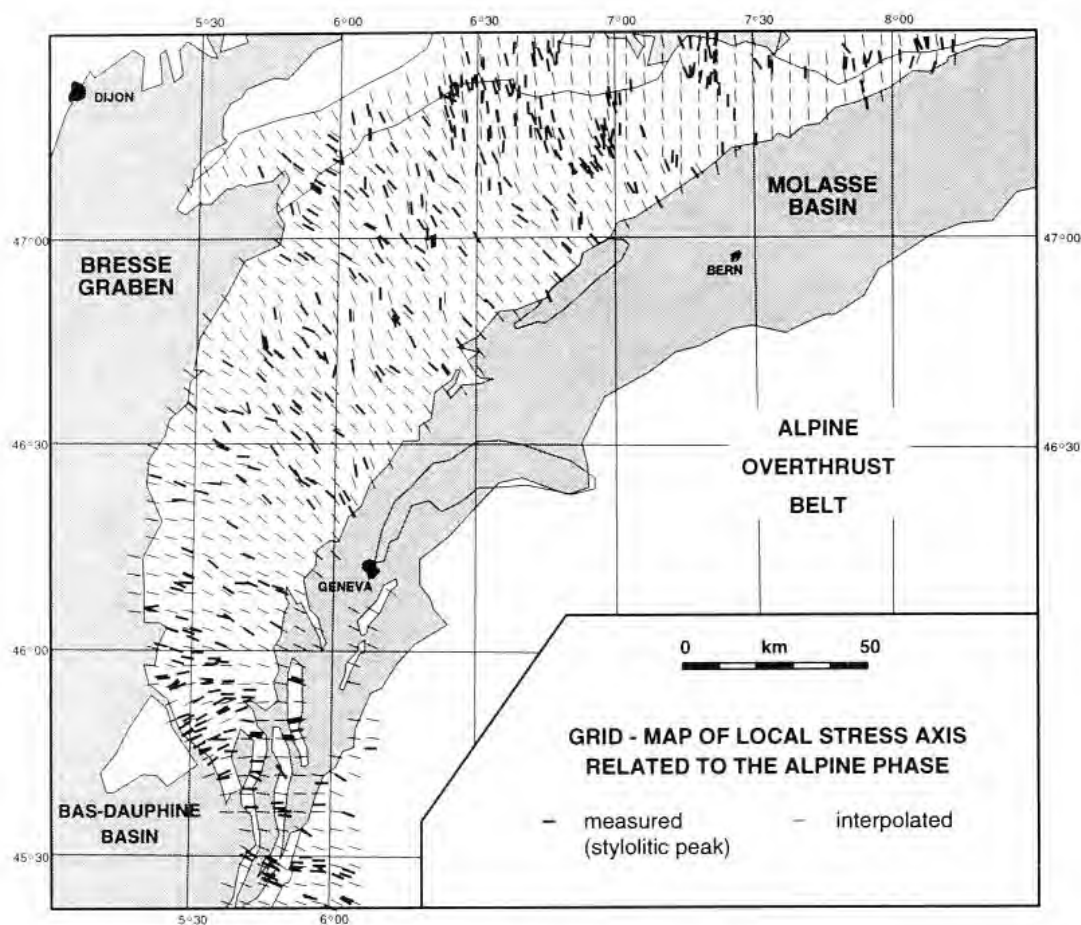 5°30 6°00 6°30 7°00 7°30 8°00
DIJON
MOLASSE
BASIN
47°00 47°00
BRESSE
GRABEN
BERN
ALPINE
OVERTHRUST
BELT
46°30 46°30
GENEVA
46°00
0 km 50
GRID - MAP OF LOCAL STRESS AXIS
RELATED TO THE ALPINE PHASE
BAS-DAUPHINE
BASIN
measured
(stylolitic peak)
interpolated
45°30
5°30 6°00